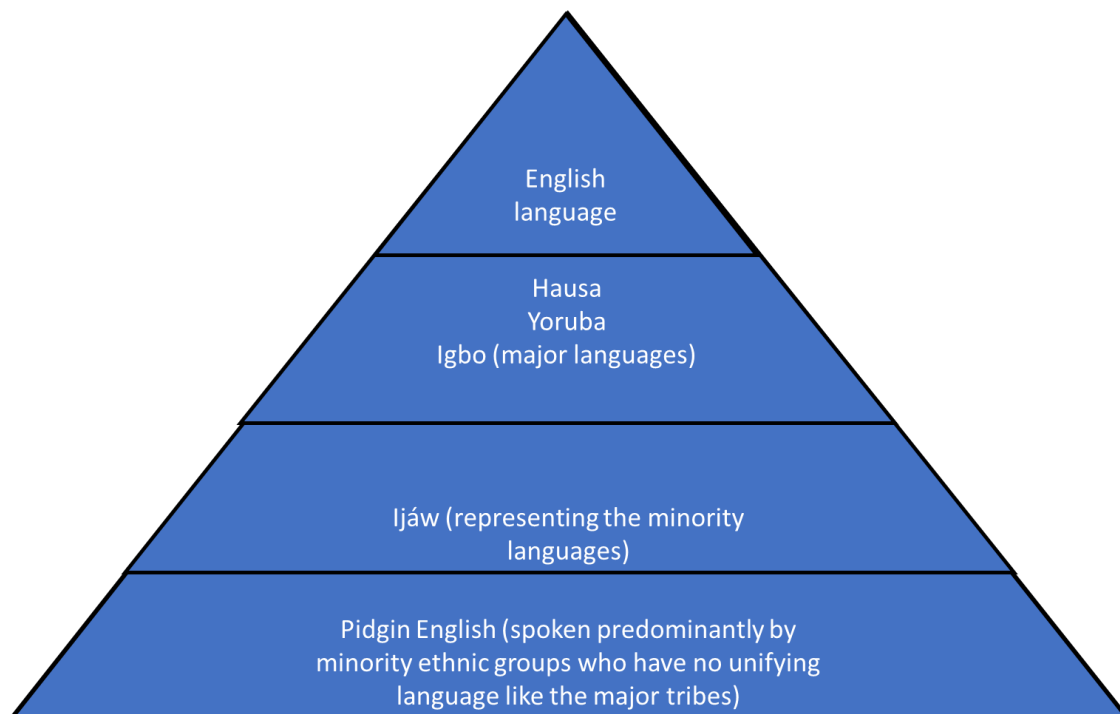 English
language
Hausa
Yoruba
Igbo (major languages)
Ijáw (representing the minority
languages)
Pidgin English (spoken predominantly by
minority ethnic groups who have no unifying
language like the major tribes)